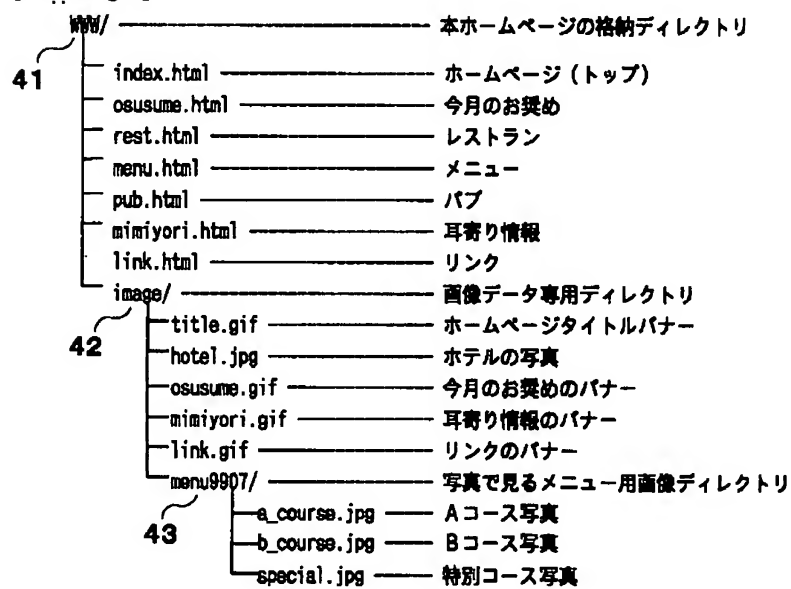 www/ 本ホームページの格納ディレクトリ
41
index.html ホームページ(トップ)
osusume.html 今月のお奨め
rest.html レストラン
menu.html メニュー
pub.html パブ
mimiyori.html 耳寄り情報
link.html リンク
image/ 画像データ専用ディレクトリ
42
title.gif ホームページタイトルバナー
hotel.jpg ホテルの写真
osusume.gif 今月のお奨めのバナー
mimiyori.gif 耳寄り情報のバナー
link.gif リンクのバナー
menu9907/ 写真で見るメニュー用画像ディレクトリ
43
a_course.jpg Aコース写真
b_course.jpg Bコース写真
special.jpg 特別コース写真